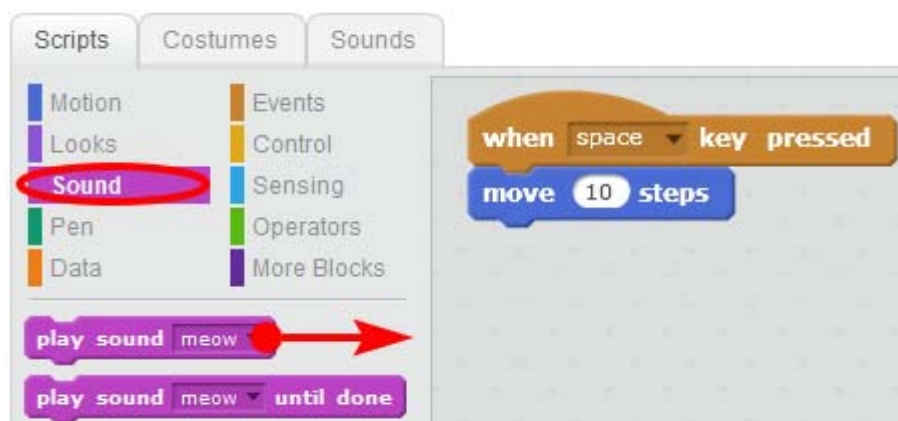 Scripts Costumes Sounds
Motion Events
Looks Control
Sound Sensing
Pen Operators
Data More Blocks
play sound meow
play sound meow until done
when space key pressed
move 10 steps